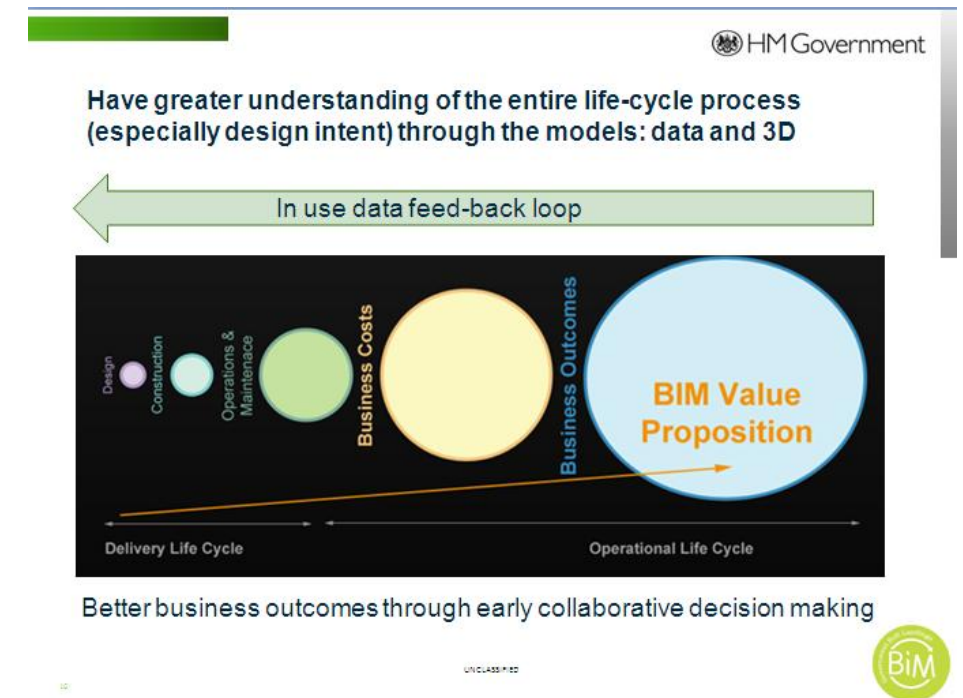 HM Government
Have greater understanding of the entire life-cycle process
(especially design intent) through the models: data and 3D
In use data feed-back loop
Design
Construction
Operations &
Maintenace
Business Costs
Business Outcomes
BIM Value
Proposition
Delivery Life Cycle
Operational Life Cycle
Better business outcomes through early collaborative decision making
UNCLASSIFIED
BiM